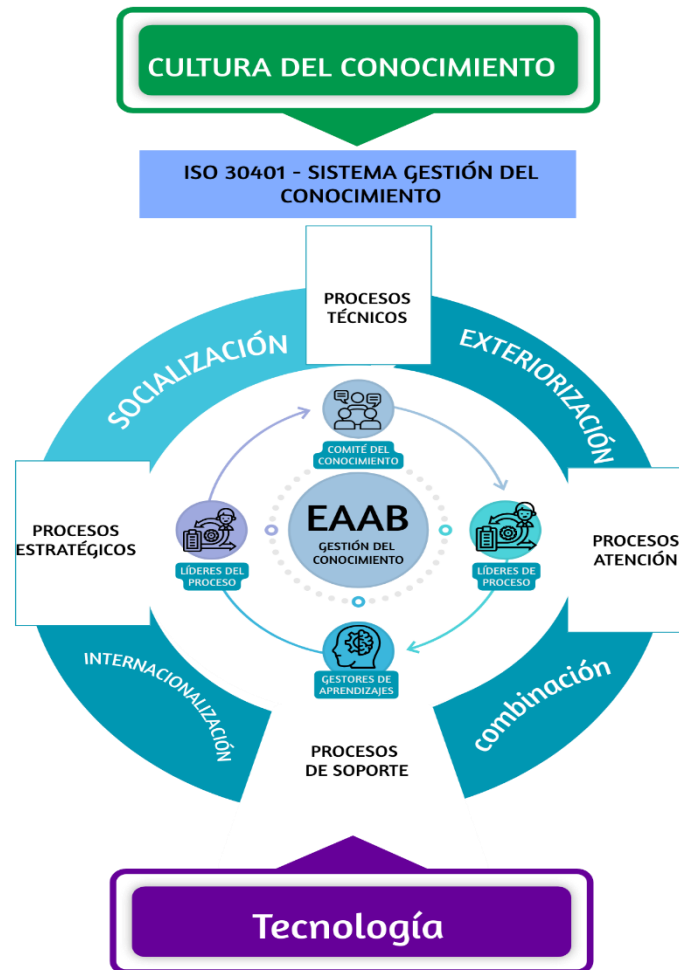 CULTURA DEL CONOCIMIENTO
ISO 30401 - SISTEMA GESTIÓN DEL
CONOCIMIENTO
PROCESOS
TÉCNICOS
SOCIALIZACIÓN
EXTERIORIZACIÓN
COMITÉ DEL
CONOCIMIENTO
PROCESOS
ESTRATÉGICOS
LÍDERES DEL
PROCESO
EAAB
GESTIÓN DEL
CONOCIMIENTO
LÍDERES DE
PROCESO
PROCESOS
ATENCIÓN
INTERNACIONALIZACIÓN
GESTORES DE
APRENDIZAJES
combinación
PROCESOS
DE SOPORTE
Tecnología